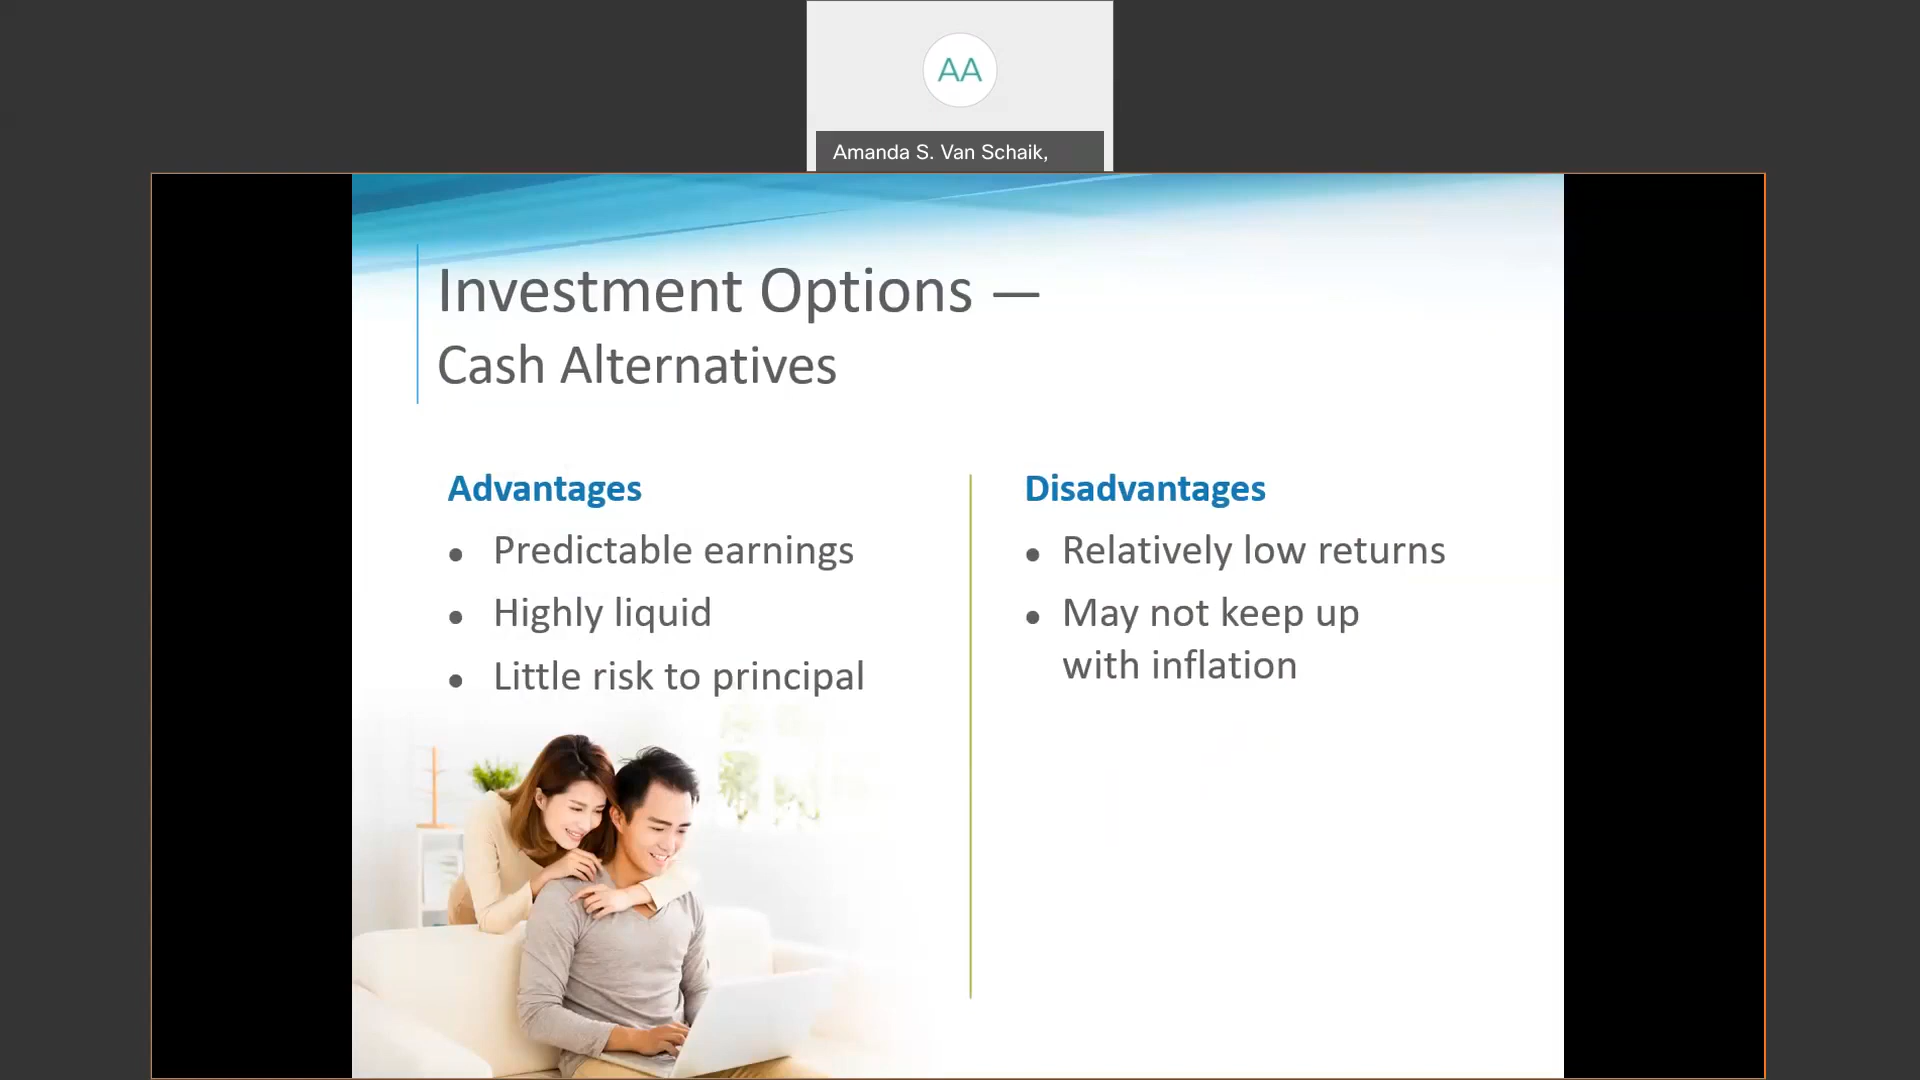 AA
Amanda S. Van Schaik,
Investment Options —
Cash Alternatives
Advantages
• Predictable earnings
• Highly liquid
• Little risk to principal
Disadvantages
• Relatively low returns
• May not keep up
with inflation